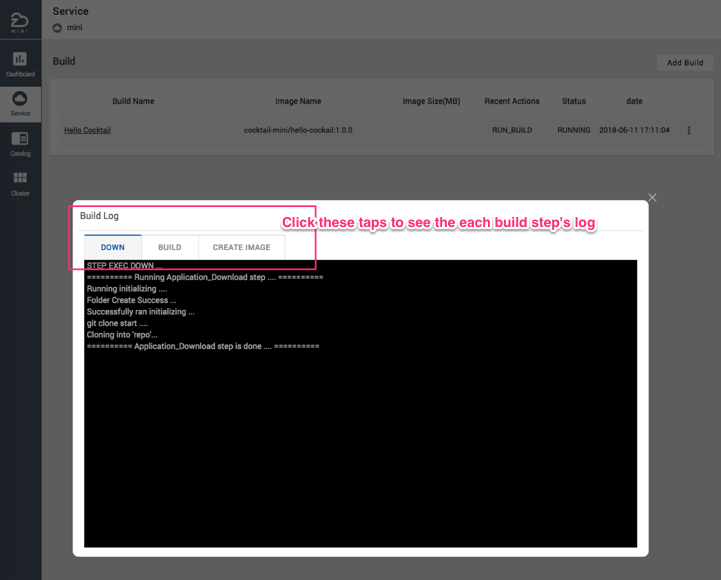 Service
MINI
mini
Dashboard
Build
Add Build
Service
Build Name Image Name Image Size(MB) Recent Actions Status date
Hello Cocktail cocktail-mini/hello-cockail:1.0.0 RUN_BUILD RUNNING 2018-06-11 17:11:04
Catalog
Cluster
Build Log
Click these taps to see the each build step's log
DOWN BUILD CREATE IMAGE
STEP EXEC DOWN ...
========== Running Application_Download step .... ==========
Running initializing ....
Folder Create Success ...
Successfully ran initializing ...
git clone start ....
Cloning into 'repo'...
========== Application_Download step is done .... ==========